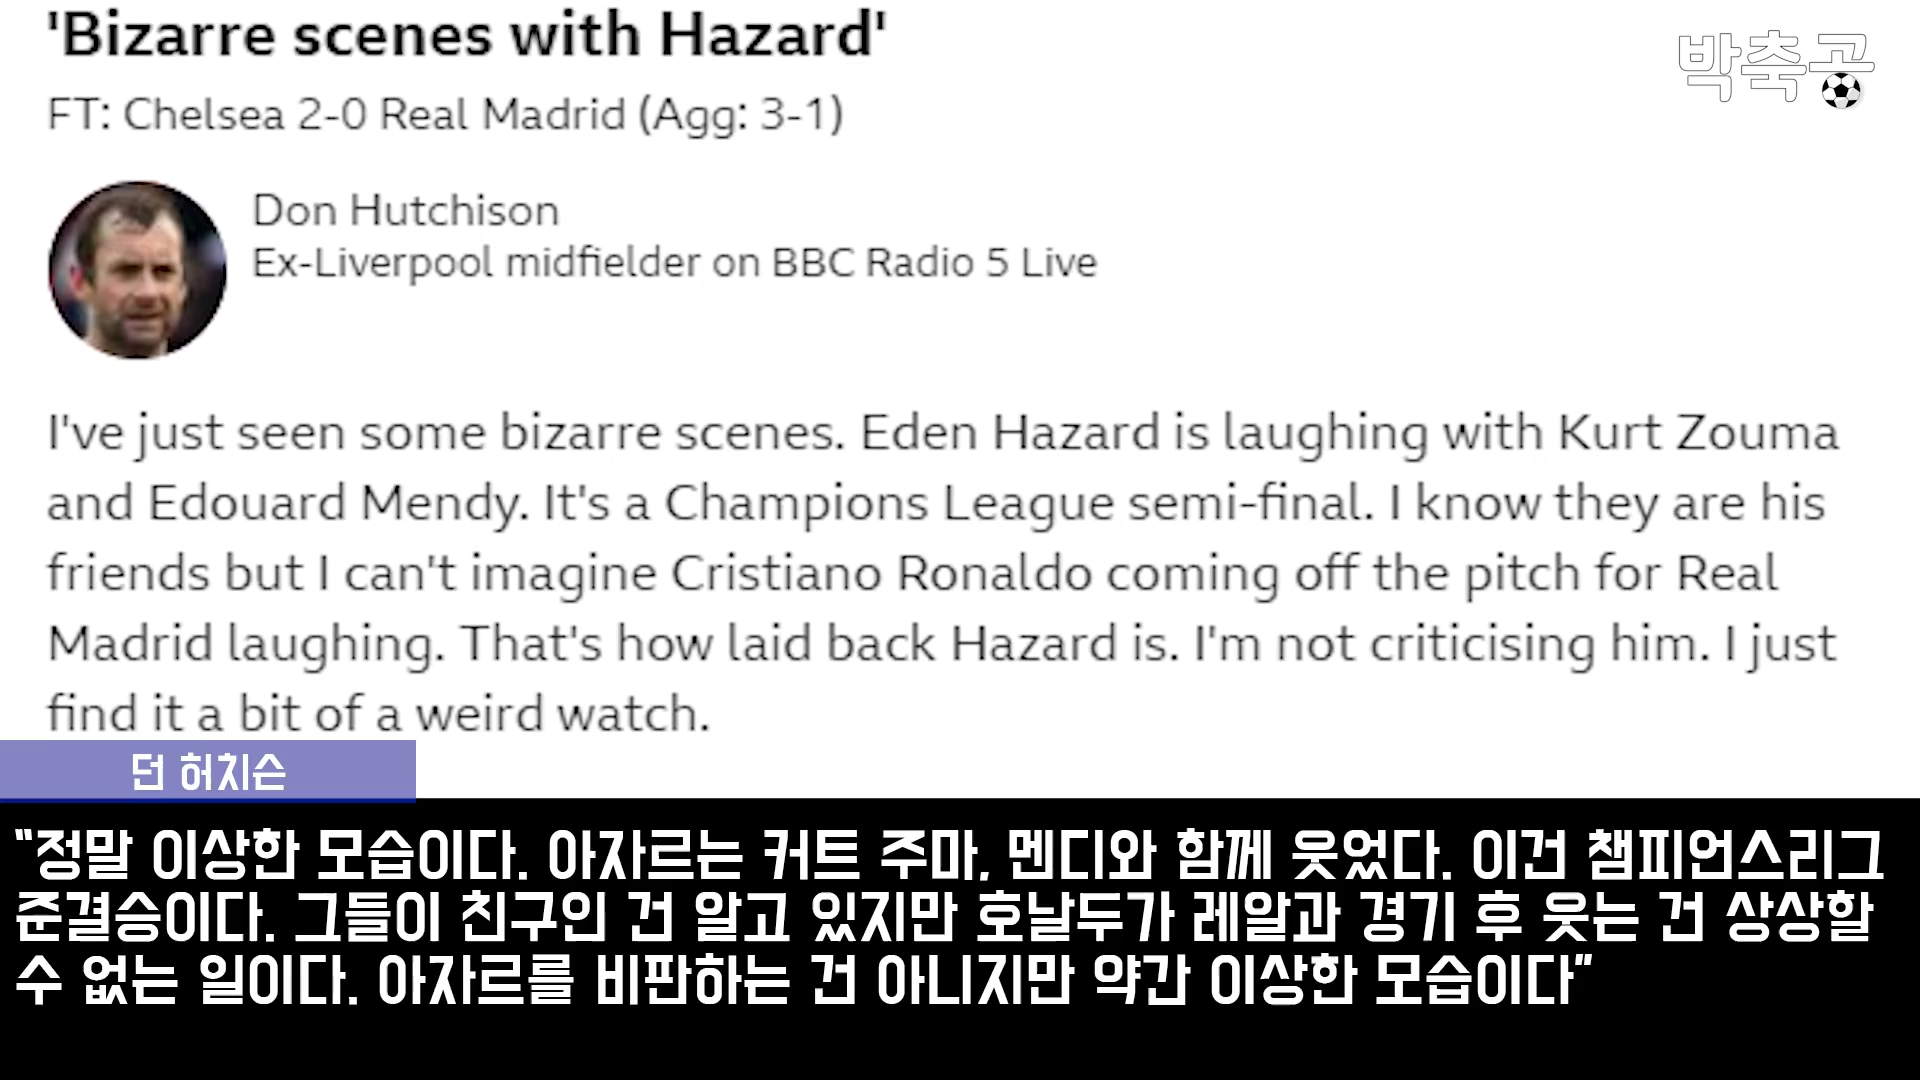 'Bizarre scenes with Hazard'
박축공
FT: Chelsea 2-0 Real Madrid (Agg: 3-1)
Don Hutchison
Ex-Liverpool midfielder on BBC Radio 5 Live
I've just seen some bizarre scenes. Eden Hazard is laughing with Kurt Zouma
and Edouard Mendy. It's a Champions League semi-final. I know they are his
friends but I can't imagine Cristiano Ronaldo coming off the pitch for Real
Madrid laughing. That's how laid back Hazard is. I'm not criticising him. I just
find it a bit of a weird watch.
던 허치슨
“정말 이상한 모습이다. 아자르는 커트 주마, 멘디와 함께 웃었다. 이건 챔피언스리그
준결승이다. 그들이 친구인 건 알고 있지만 호날두가 레알과 경기 후 웃는 건 상상할
수 없는 일이다. 아자르를 비판하는 건 아니지만 약간 이상한 모습이다”